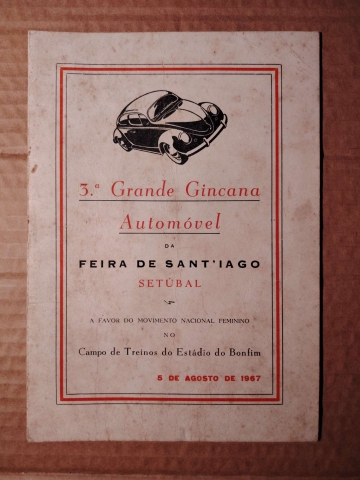 3.ª Grande Gincana
Automóvel
DA
FEIRA DE SANT'IAGO
SETÚBAL
A FAVOR DO MOVIMENTO NACIONAL FEMININO
NO
Campo de Treinos do Estádio do Bonfim
5 DE AGOSTO DE 1967